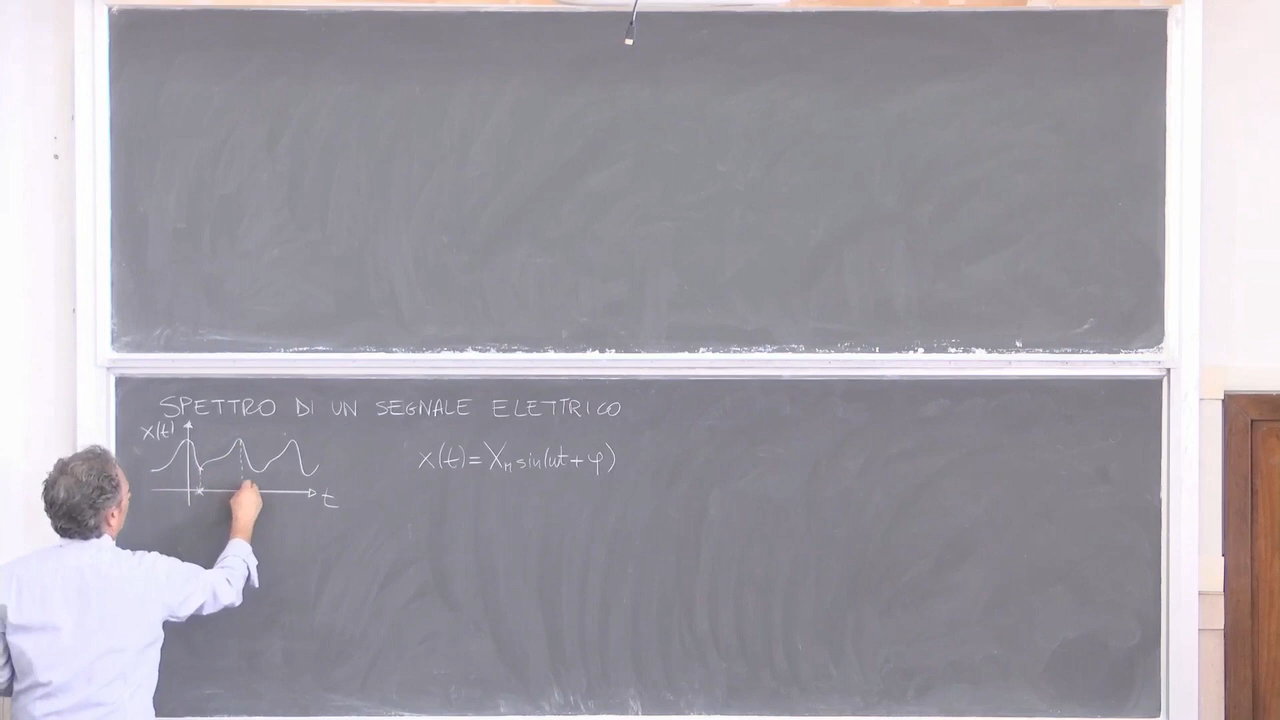 SPETTRO DI UN SEGNALE ELETTRICO
x(t)
x(t) = X_M sin(ωt + φ)
t